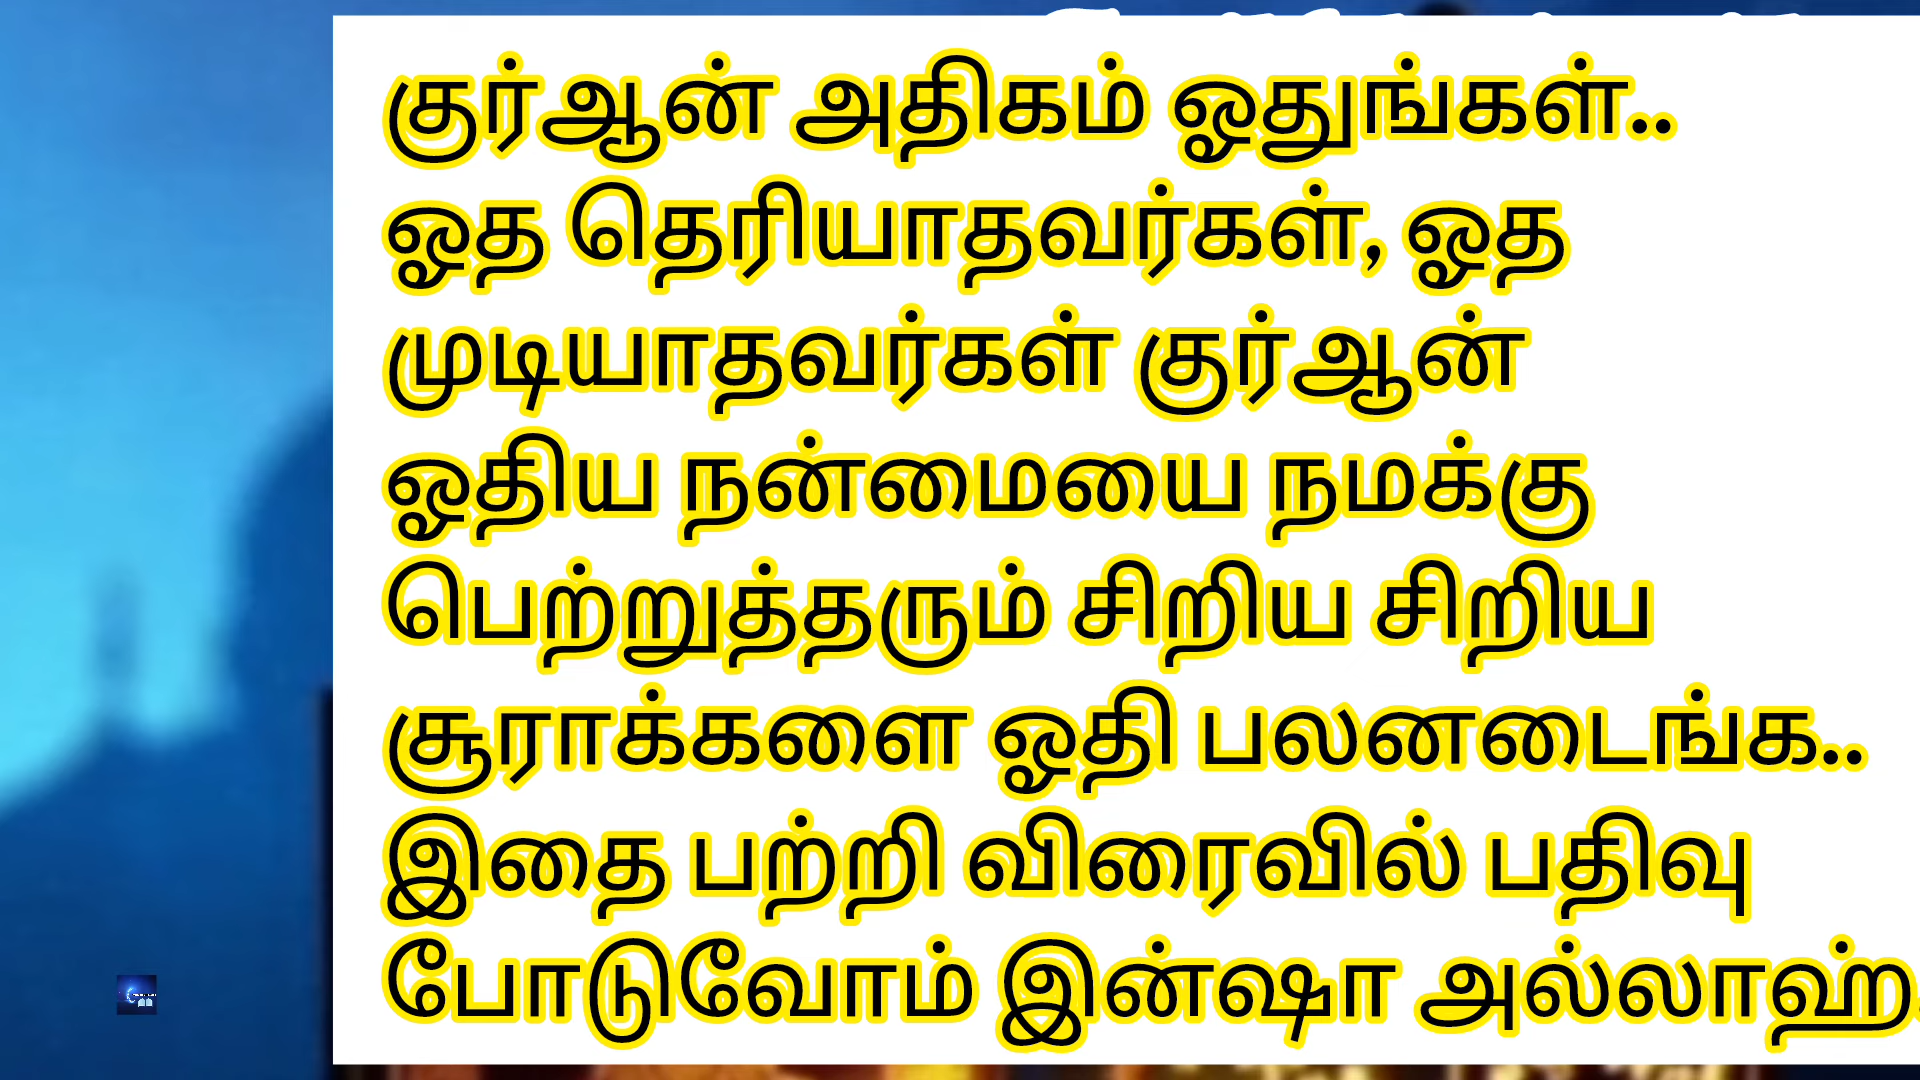 குர்ஆன் அதிகம் ஓதுங்கள்..
ஓத தெரியாதவர்கள், ஓத
முடியாதவர்கள் குர்ஆன்
ஓதிய நன்மையை நமக்கு
பெற்றுத்தரும் சிறிய சிறிய
சூராக்களை ஓதி பலனடைங்க..
இதை பற்றி விரைவில் பதிவு
போடுவோம் இன்ஷா அல்லாஹ்.